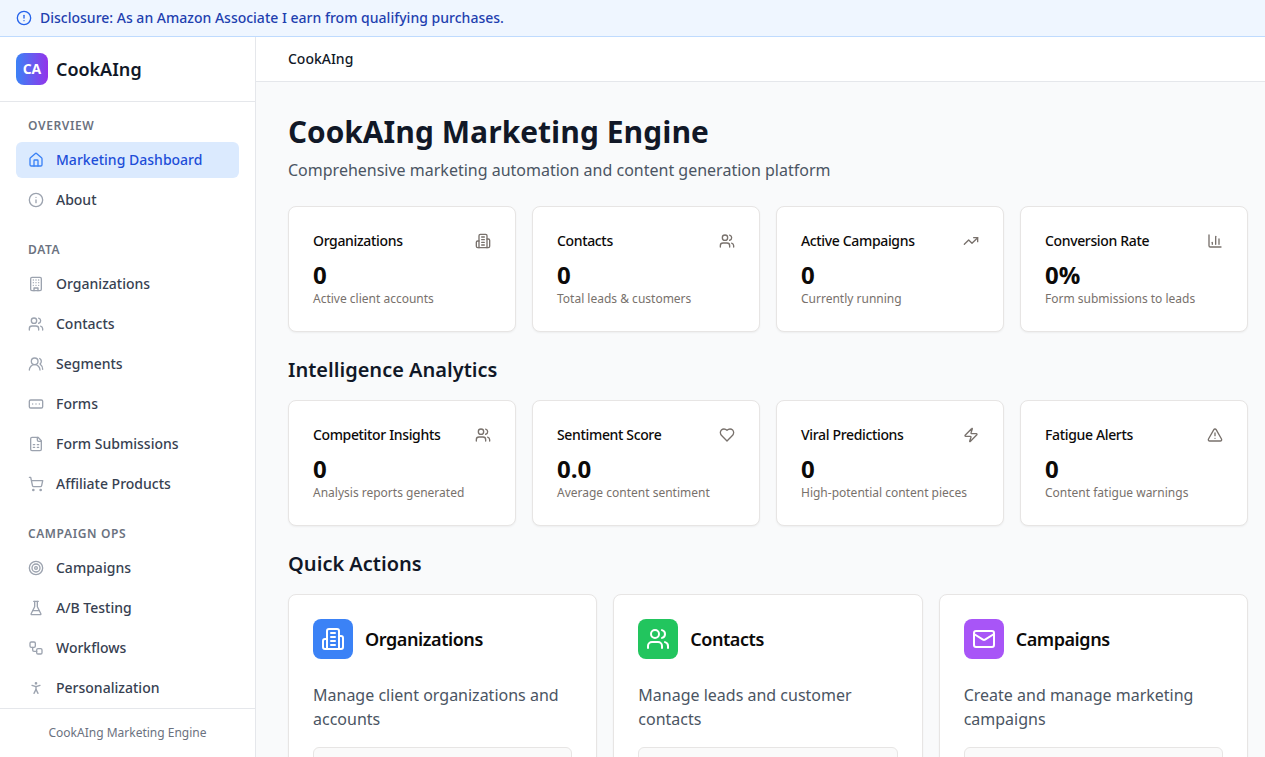 Disclosure: As an Amazon Associate I earn from qualifying purchases.
CA CookAIng
OVERVIEW
Marketing Dashboard
About
DATA
Organizations
Contacts
Segments
Forms
Form Submissions
Affiliate Products
CAMPAIGN OPS
Campaigns
A/B Testing
Workflows
Personalization
CookAIng Marketing Engine
CookAIng
CookAIng Marketing Engine
Comprehensive marketing automation and content generation platform
Organizations
0
Active client accounts
Contacts
0
Total leads & customers
Active Campaigns
0
Currently running
Conversion Rate
0%
Form submissions to leads
Intelligence Analytics
Competitor Insights
0
Analysis reports generated
Sentiment Score
0.0
Average content sentiment
Viral Predictions
0
High-potential content pieces
Fatigue Alerts
0
Content fatigue warnings
Quick Actions
Organizations
Manage client organizations and
accounts
Contacts
Manage leads and customer
contacts
Campaigns
Create and manage marketing
campaigns